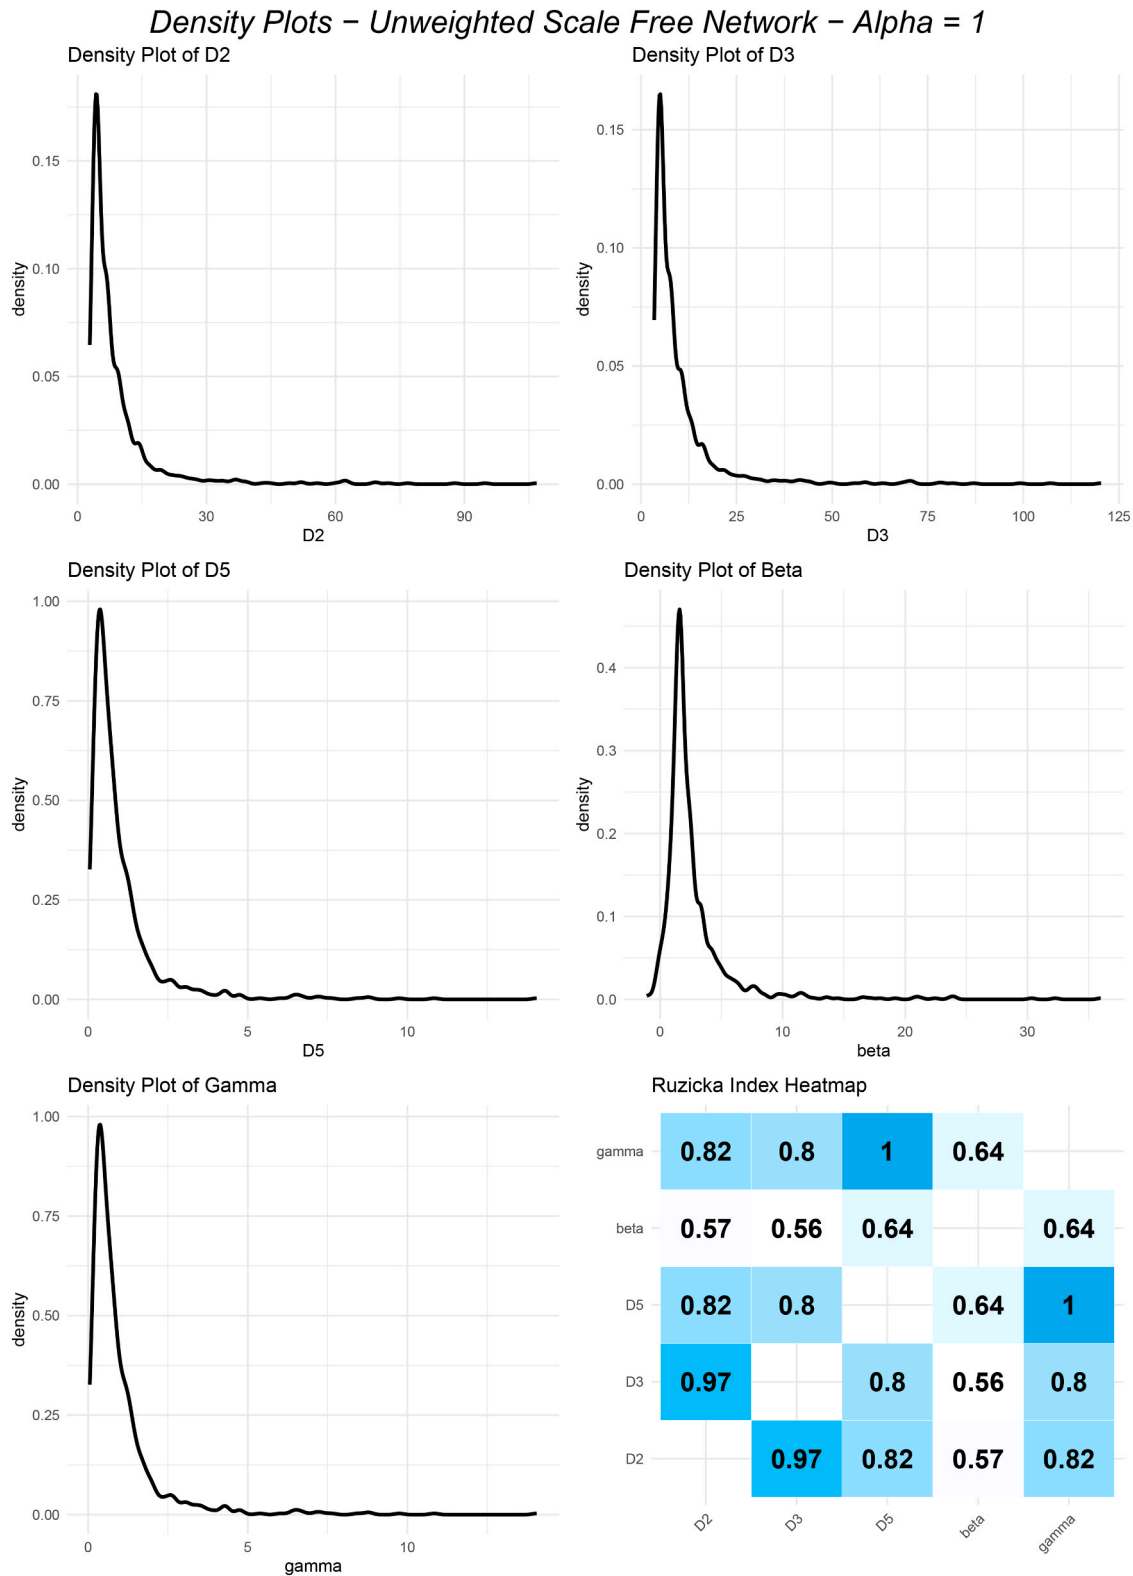 Density Plots − Unweighted Scale Free Network − Alpha = 1
Density Plot of D2
density
0.15
0.10
0.05
0.00
0 30 60 90
D2
Density Plot of D3
density
0.15
0.10
0.05
0.00
0 25 50 75 100 125
D3
Density Plot of D5
density
1.00
0.75
0.50
0.25
0.00
0 5 10
D5
Density Plot of Beta
density
0.4
0.3
0.2
0.1
0.0
0 10 20 30
beta
Density Plot of Gamma
density
1.00
0.75
0.50
0.25
0.00
0 5 10
gamma
Ruzicka Index Heatmap
gamma 0.82 0.8 1 0.64
beta 0.57 0.56 0.64 0.64
D5 0.82 0.8 0.64 1
D3 0.97 0.8 0.56 0.8
D2 0.97 0.82 0.57 0.82
D2 D3 D5 beta gamma